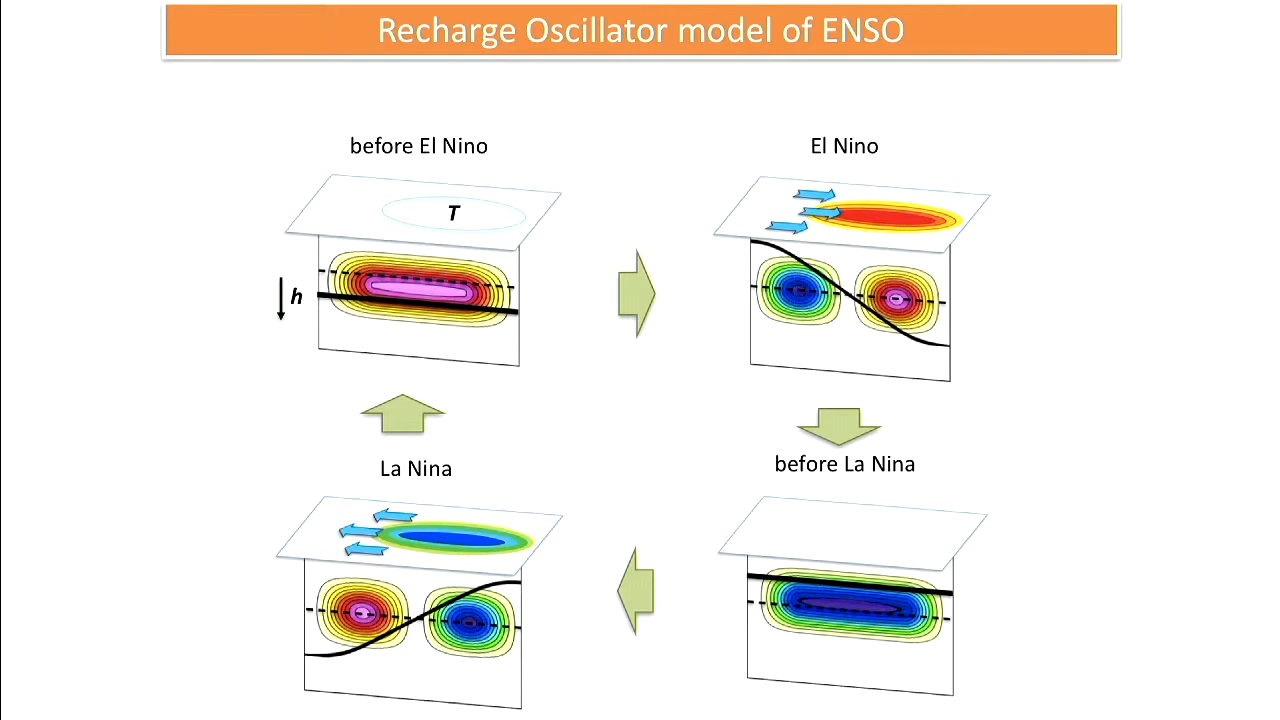 Recharge Oscillator model of ENSO
before El Nino
El Nino
T
h
La Nina
before La Nina